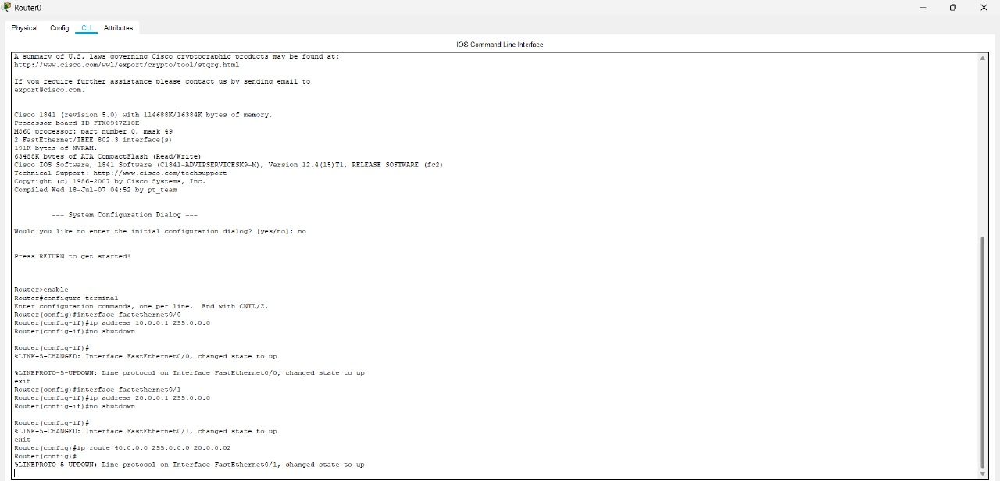 Router0
Physical Config CLI Attributes
IOS Command Line Interface
A summary of U.S. laws governing Cisco cryptographic products may be found at:
http://www.cisco.com/wwl/export/crypto/tool/stqrg.html
If you require further assistance please contact us by sending email to
export@cisco.com.
Cisco 1841 (revision 5.0) with 114688K/16384K bytes of memory.
Processor board ID FTX0947Z18E
M860 processor: part number 0, mask 49
2 FastEthernet/IEEE 802.3 interface(s)
191K bytes of NVRAM.
63488K bytes of ATA CompactFlash (Read/Write)
Cisco IOS Software, 1841 Software (C1841-ADVIPSERVICESK9-M), Version 12.4(15)T1, RELEASE SOFTWARE (fc2)
Technical Support: http://www.cisco.com/techsupport
Copyright (c) 1986-2007 by Cisco Systems, Inc.
Compiled Wed 18-Jul-07 04:52 by pt_team
--- System Configuration Dialog ---
Would you like to enter the initial configuration dialog? [yes/no]: no
Press RETURN to get started!
Router>enable
Router#configure terminal
Enter configuration commands, one per line. End with CNTL/Z.
Router(config)#interface fastethernet0/0
Router(config-if)#ip address 10.0.0.1 255.0.0.0
Router(config-if)#no shutdown
Router(config-if)#
%LINK-5-CHANGED: Interface FastEthernet0/0, changed state to up
%LINEPROTO-5-UPDOWN: Line protocol on Interface FastEthernet0/0, changed state to up
exit
Router(config)#interface fastethernet0/1
Router(config-if)#ip address 20.0.0.1 255.0.0.0
Router(config-if)#no shutdown
Router(config-if)#
%LINK-5-CHANGED: Interface FastEthernet0/1, changed state to up
exit
Router(config)#ip route 40.0.0.0 255.0.0.0 20.0.0.02
Router(config)#
%LINEPROTO-5-UPDOWN: Line protocol on Interface FastEthernet0/1, changed state to up